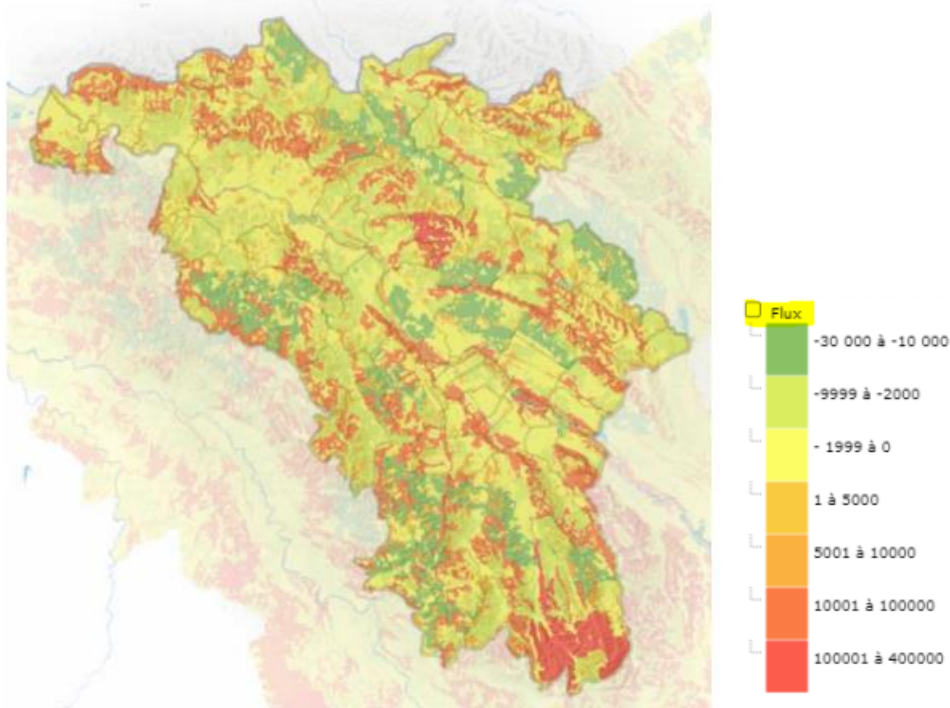 Flux
-30 000 à -10 000
-9999 à -2000
- 1999 à 0
1 à 5000
5001 à 10000
10001 à 100000
100001 à 400000